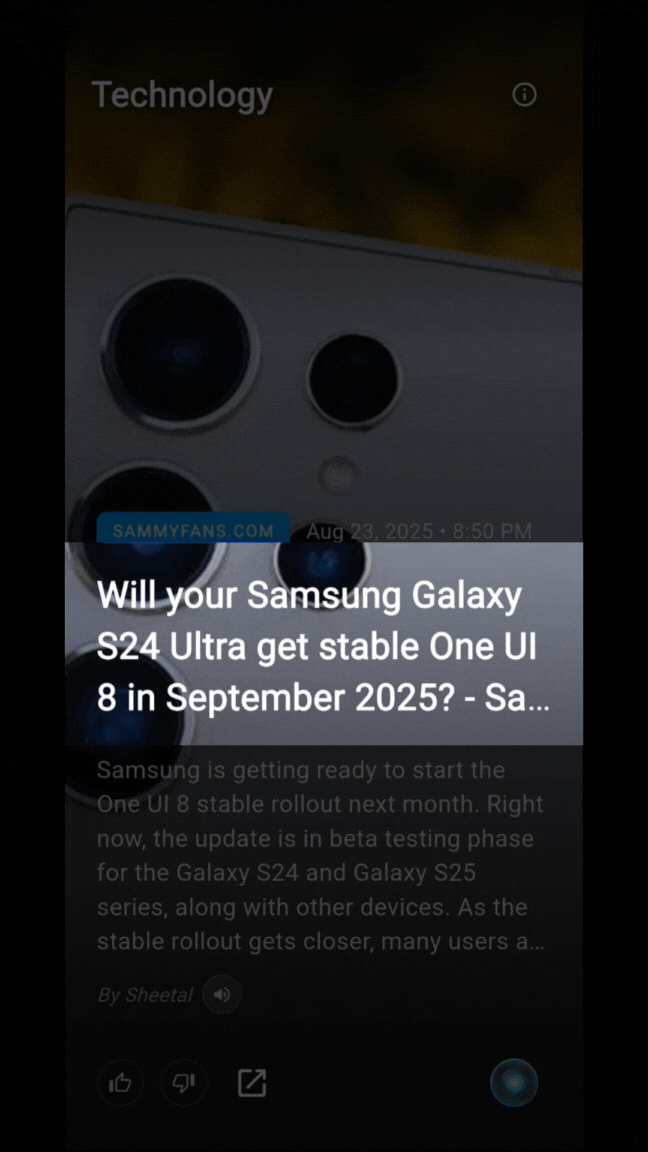 Technology
SAMMYFANS.COM
Aug 23, 2025 • 8:50 PM
Will your Samsung Galaxy
S24 Ultra get stable One UI
8 in September 2025? - Sa...
Samsung is getting ready to start the
One UI 8 stable rollout next month. Right
now, the update is in beta testing phase
for the Galaxy S24 and Galaxy S25
series, along with other devices. As the
stable rollout gets closer, many users a...
By Sheetal